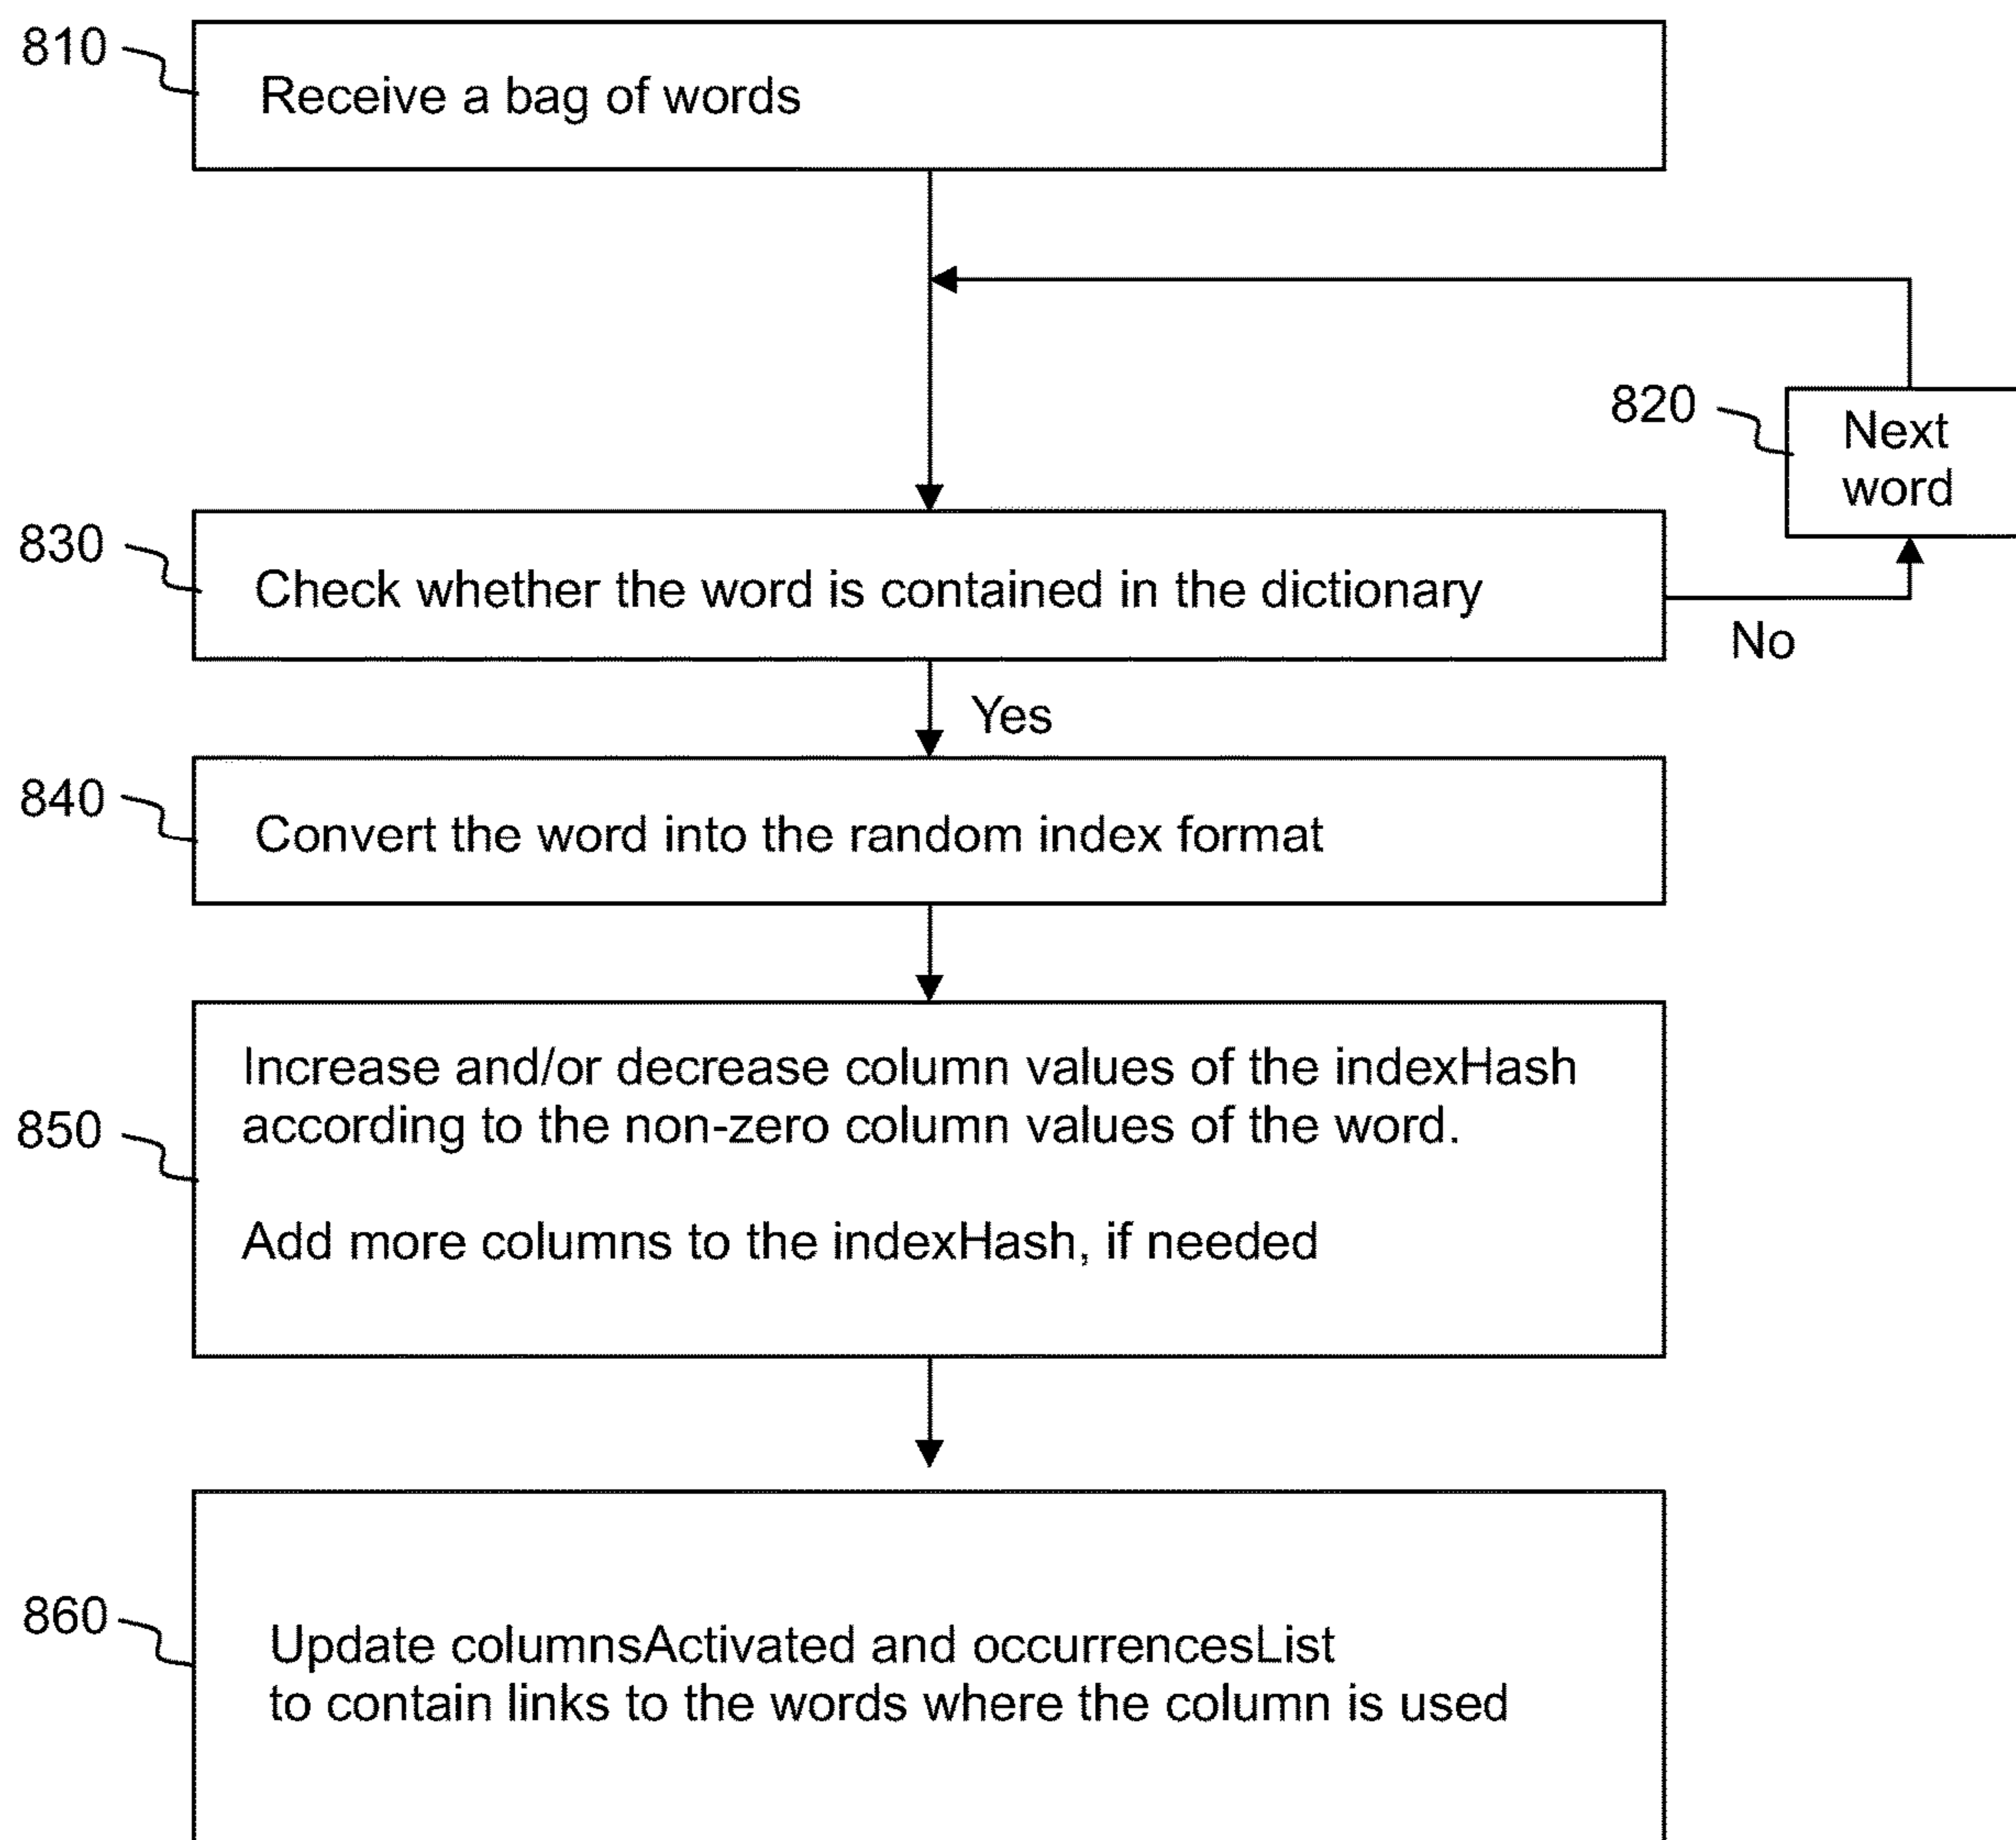 810
Receive a bag of words
820
Next
word
830
Check whether the word is contained in the dictionary
No
Yes
840
Convert the word into the random index format
850
Increase and/or decrease column values of the indexHash
according to the non-zero column values of the word.
Add more columns to the indexHash, if needed
860
Update columnsActivated and occurrencesList
to contain links to the words where the column is used